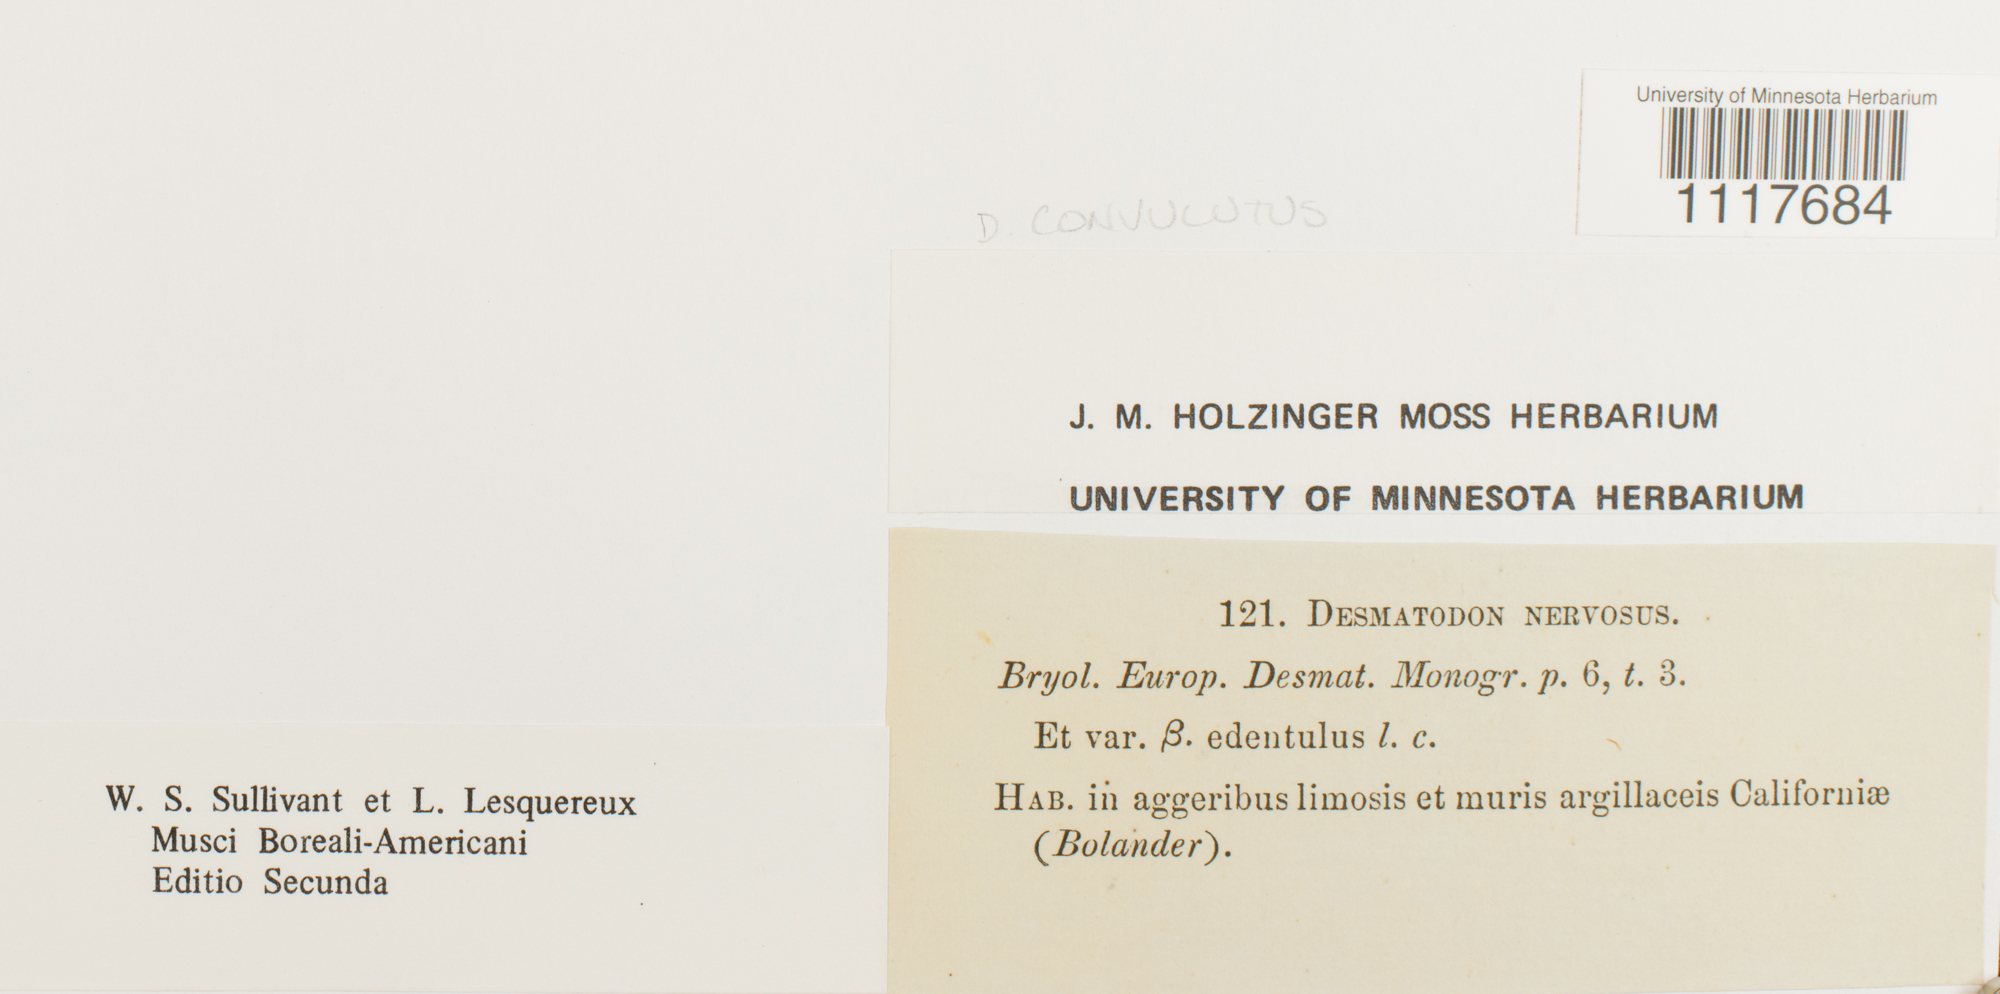 University of Minnesota Herbarium
1117684
D. CONVULUTUS
J. M. HOLZINGER MOSS HERBARIUM
UNIVERSITY OF MINNESOTA HERBARIUM
121. DESMATODON NERVOSUS.
Bryol. Europ. Desmat. Monogr. p. 6, t. 3.
Et var. β. edentulus l. c.
HAB. in aggeribus limosis et muris argillaceis Californiæ
(Bolander).
W. S. Sullivant et L. Lesquereux
Musci Boreali-Americani
Editio Secunda